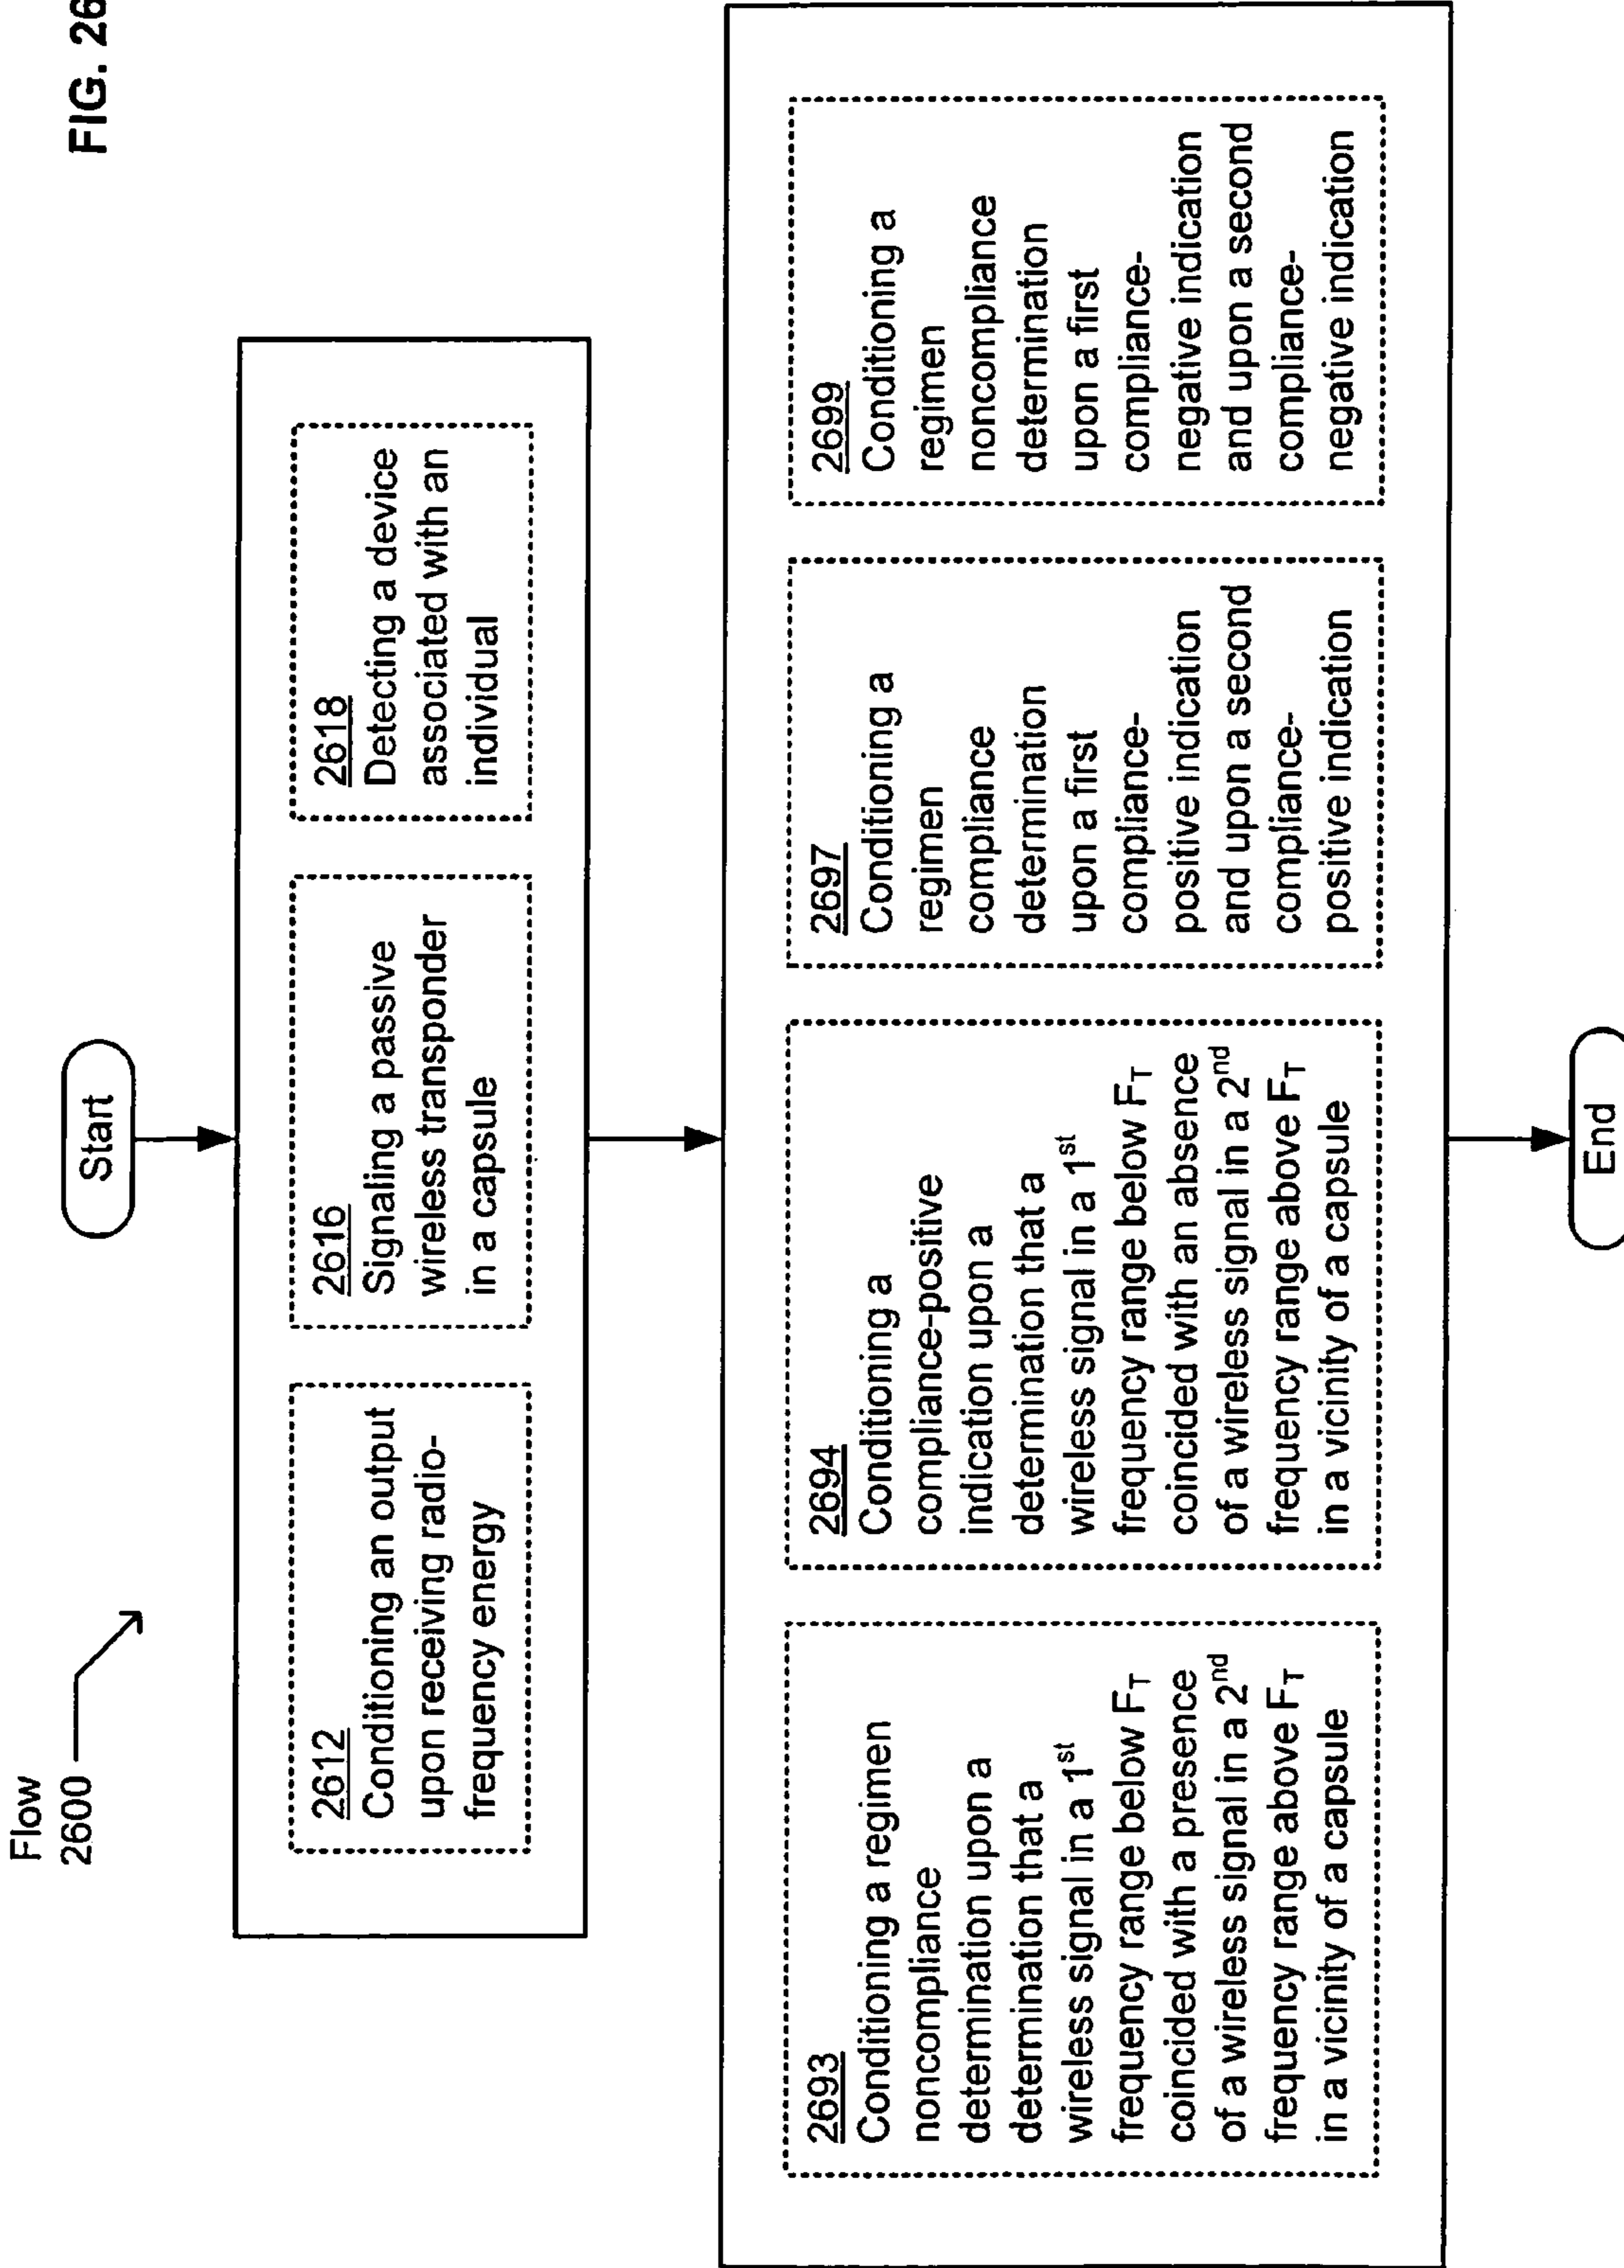 FIG. 26
Flow
2600
Start
2612
Conditioning an output
upon receiving radio-
frequency energy
2616
Signaling a passive
wireless transponder
in a capsule
2618
Detecting a device
associated with an
individual
2693
Conditioning a regimen
noncompliance
determination upon a
determination that a
wireless signal in a 1st
frequency range below FT
coincided with a presence
of a wireless signal in a 2nd
frequency range above FT
in a vicinity of a capsule
2694
Conditioning a
compliance-positive
indication upon a
determination that a
wireless signal in a 1st
frequency range below FT
coincided with an absence
of a wireless signal in a 2nd
frequency range above FT
in a vicinity of a capsule
2697
Conditioning a
regimen
compliance
determination
upon a first
compliance-
positive indication
and upon a second
compliance-
positive indication
2699
Conditioning a
regimen
noncompliance
determination
upon a first
compliance-
negative indication
and upon a second
compliance-
negative indication
End